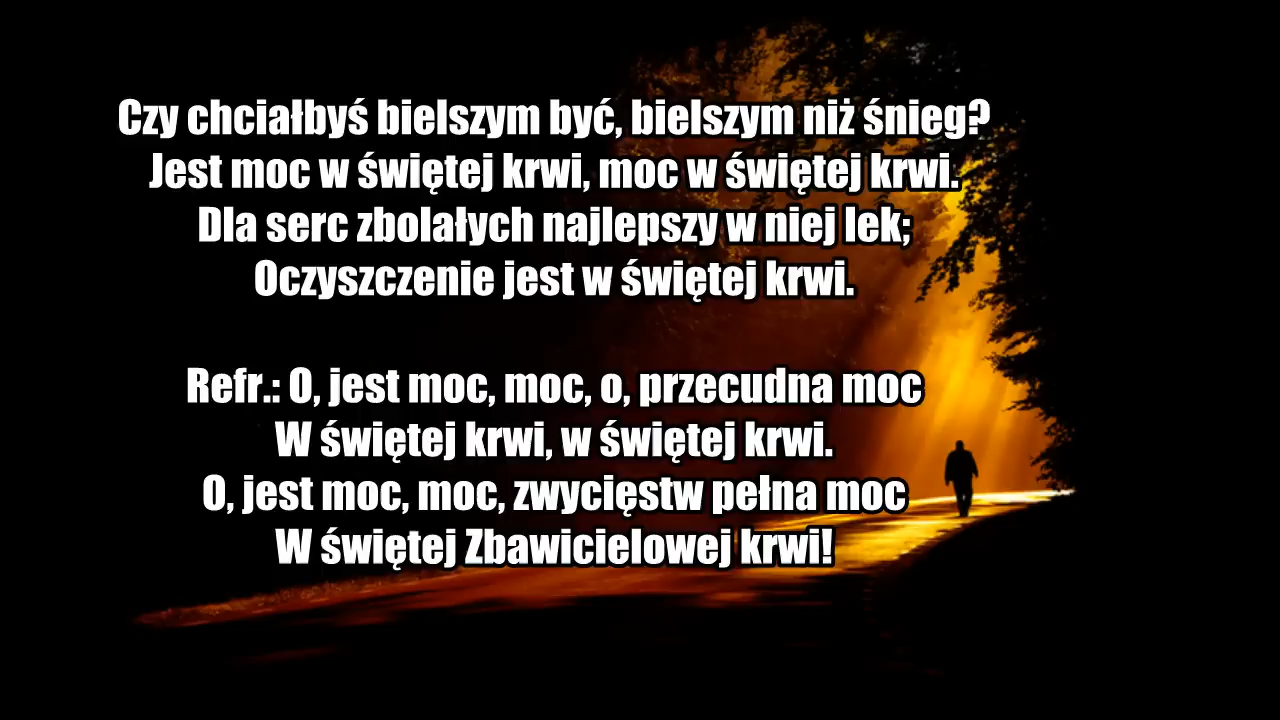 Czy chciałbyś bielszym być, bielszym niż śnieg?
Jest moc w świętej krwi, moc w świętej krwi.
Dla serc zbolałych najlepszy w niej lek;
Oczyszczenie jest w świętej krwi.
Refr.: O, jest moc, moc, o, przecudna moc
W świętej krwi, w świętej krwi.
O, jest moc, moc, zwycięstw pełna moc
W świętej Zbawicielowej krwi!